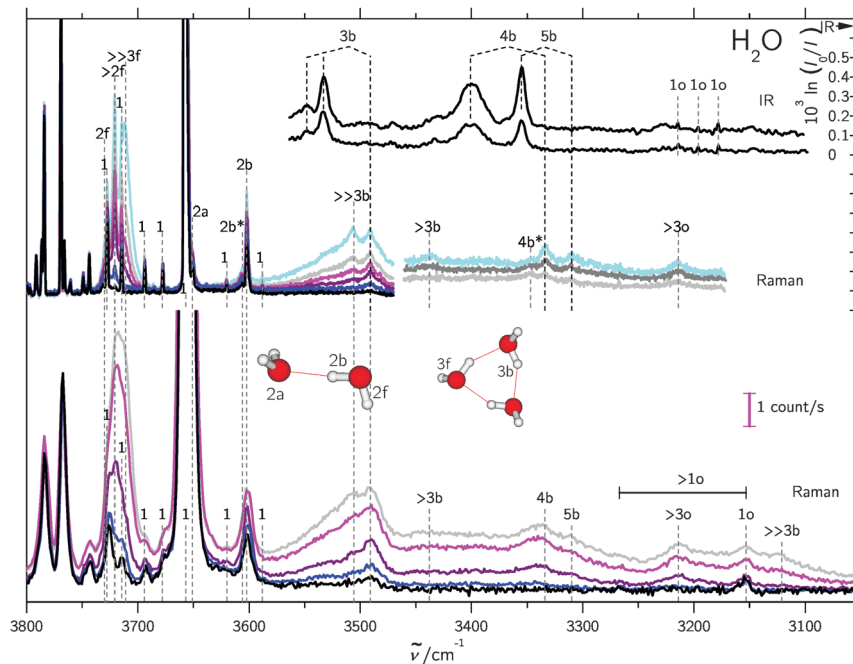 3b
4b
5b
H₂O
IR
10³ ln (I₀/I)
0.5
0.4
0.3
0.2
0.1
0
1o 1o 1o
IR
>>3f
>2f
1
2f
1
1
1
2a
2b
2b*
1
1
1
>>3b
>3b
4b*
>3o
Raman
2a
2b
2f
3f
3b
1 count/s
1
1
1
1
1
1
1
>3b
4b
5b
>1o
>3o
1o
>>3b
Raman
3800
3700
3600
3500
3400
3300
3200
3100
ṽ/cm⁻¹